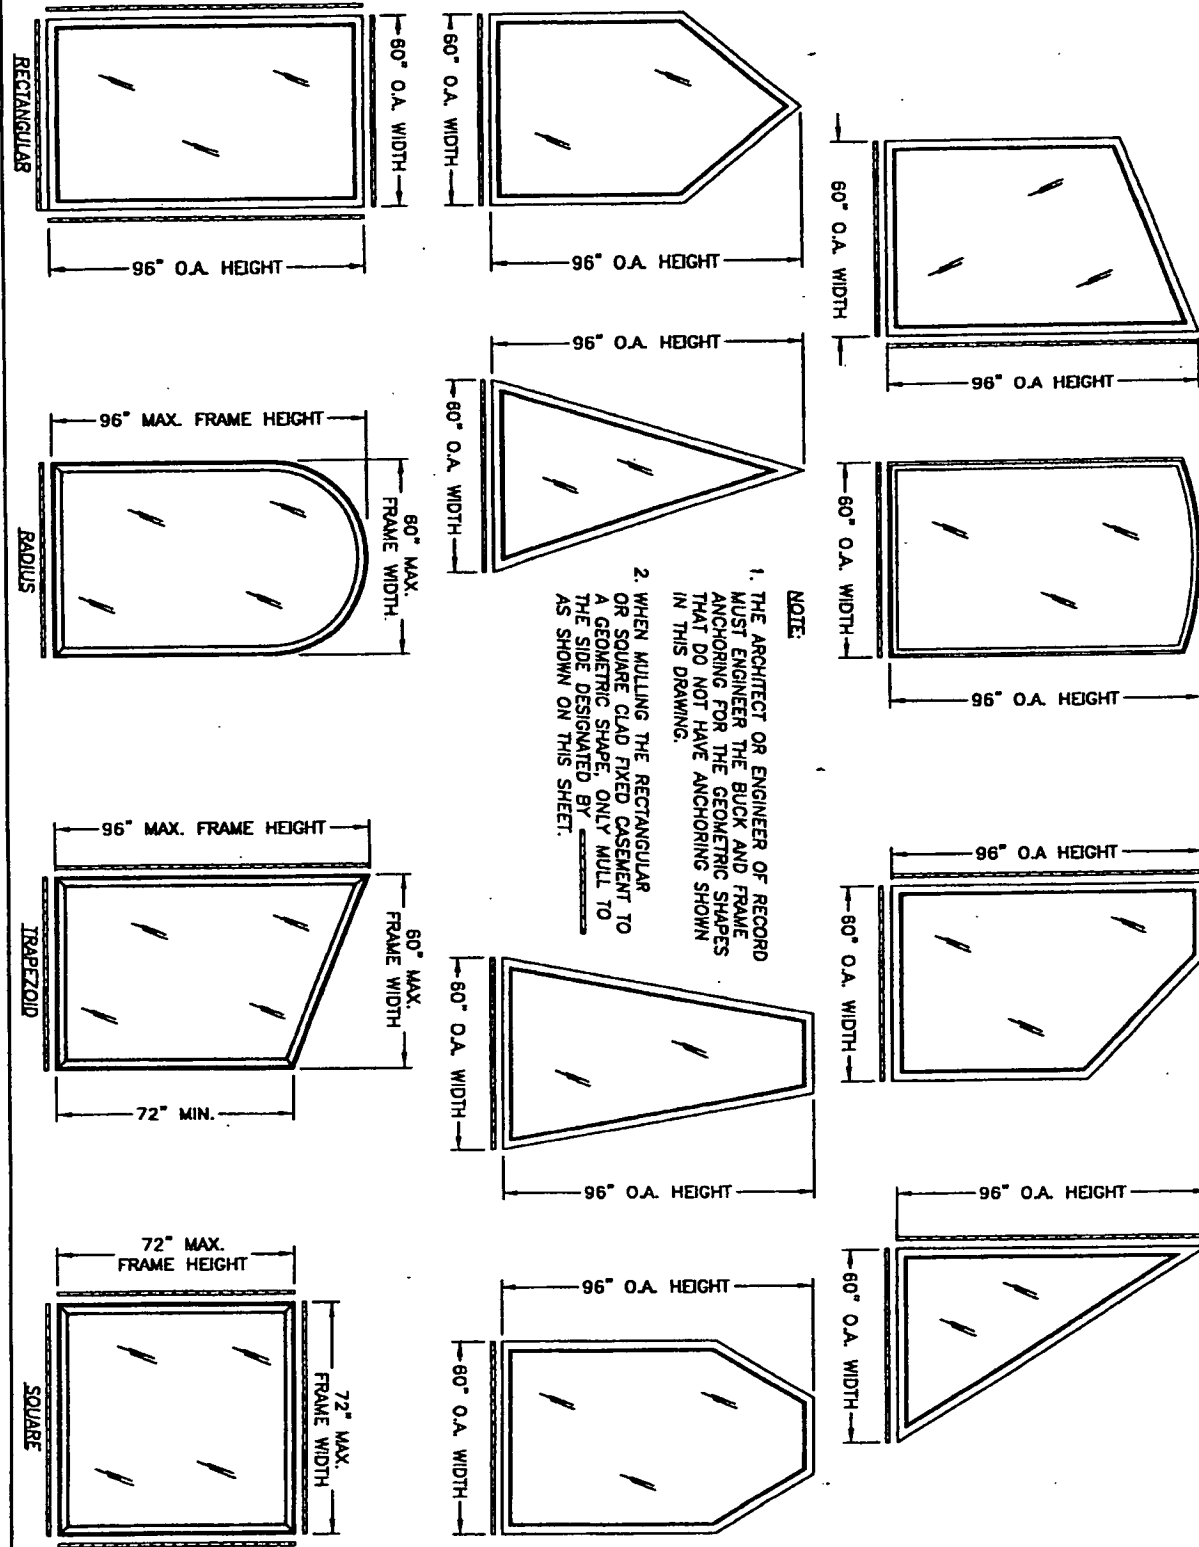 96" O.A HEIGHT
60" O.A. WIDTH
96" O.A. HEIGHT
60" O.A. WIDTH
96" O.A HEIGHT
60" O.A. WIDTH
96" O.A. HEIGHT
60" O.A. WIDTH
NOTE:
1. THE ARCHITECT OR ENGINEER OF RECORD
MUST ENGINEER THE BUCK AND FRAME
ANCHORING FOR THE GEOMETRIC SHAPES
THAT DO NOT HAVE ANCHORING SHOWN
IN THIS DRAWING.
2. WHEN MULLING THE RECTANGULAR
OR SQUARE CLAD FIXED CASEMENT TO
A GEOMETRIC SHAPE, ONLY MULL TO
THE SIDE DESIGNATED BY
AS SHOWN ON THIS SHEET.
96" O.A. HEIGHT
60" O.A. WIDTH
96" O.A. HEIGHT
60" O.A. WIDTH
96" O.A. HEIGHT
60" O.A. WIDTH
96" O.A. HEIGHT
60" O.A. WIDTH
60" O.A. WIDTH
96" O.A. HEIGHT
RECTANGULAR
60" MAX.
FRAME WIDTH
96" MAX. FRAME HEIGHT
RADIUS
60" MAX.
FRAME WIDTH
96" MAX. FRAME HEIGHT
72" MIN.
TRAPEZOID
72" MAX.
FRAME WIDTH
72" MAX.
FRAME HEIGHT
SQUARE